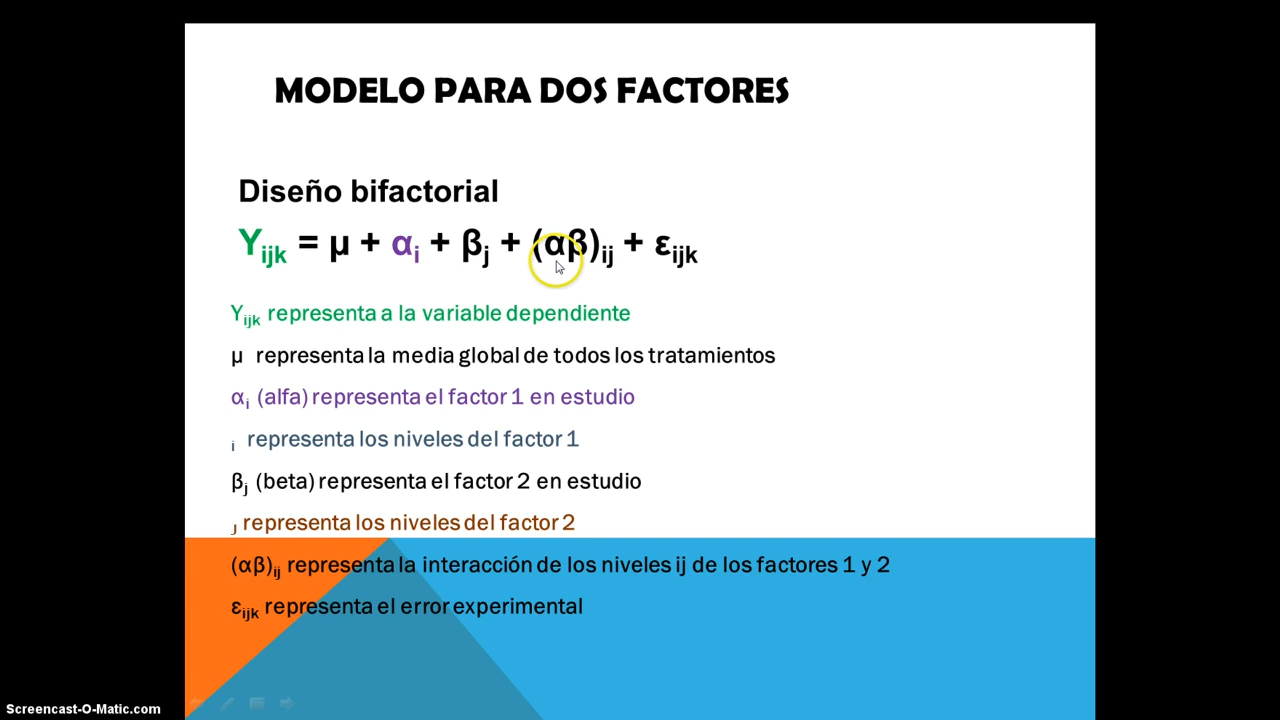 MODELO PARA DOS FACTORES
Diseño bifactorial
Yijk = μ + αi + βj + (αβ)ij + εijk
Yijk representa a la variable dependiente
μ representa la media global de todos los tratamientos
αi (alfa) representa el factor 1 en estudio
i representa los niveles del factor 1
βj (beta) representa el factor 2 en estudio
J representa los niveles del factor 2
(αβ)ij representa la interacción de los niveles ij de los factores 1 y 2
εijk representa el error experimental
Screencast-O-Matic.com